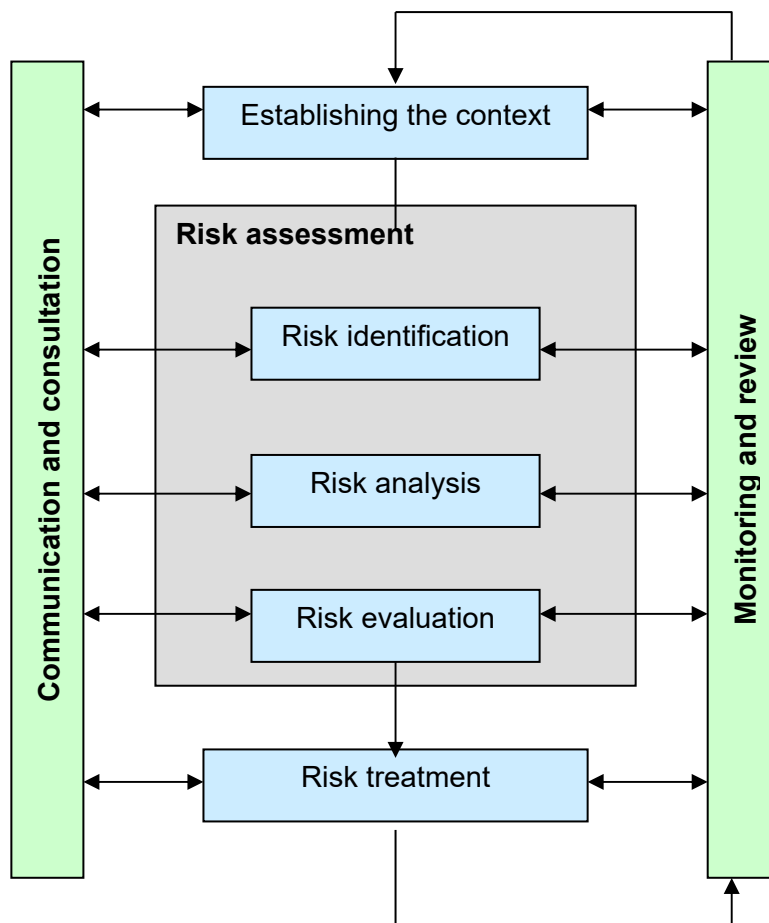 Establishing the context
Risk assessment
Risk identification
Risk analysis
Risk evaluation
Risk treatment
Communication and consultation
Monitoring and review